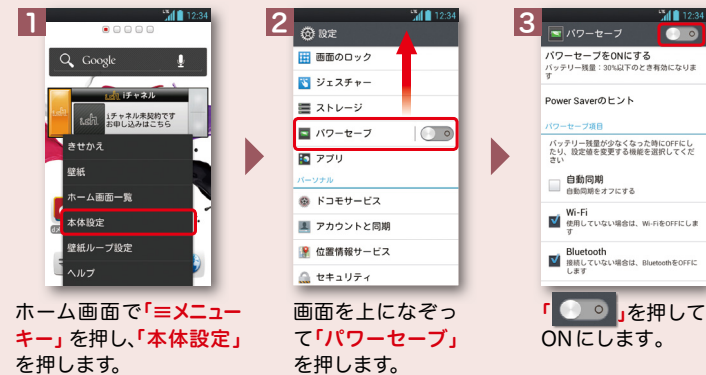 1
12:34
Google
iチャネル
iチャネル未契約です
お申し込みはこちら
きせかえ
壁紙
ホーム画面一覧
本体設定
壁紙ループ設定
ヘルプ
ホーム画面で「≡メニュー
キー」を押し、「本体設定」
を押します。
2
12:34
設定
画面のロック
ジェスチャー
ストレージ
パワーセーブ
アプリ
パーソナル
ドコモサービス
アカウントと同期
位置情報サービス
セキュリティ
画面を上になぞっ
て「パワーセーブ」
を押します。
3
12:34
パワーセーブ
パワーセーブをONにする
バッテリー残量：30%以下のとき有効になりま
す
Power Saverのヒント
パワーセーブ項目
バッテリー残量が少なくなった時にOFFにし
たり、設定値を変更する機能を選択してくだ
さい
自動同期
自動同期をオフにする
Wi-Fi
使用していない場合は、Wi-FiをOFFにしま
す
Bluetooth
接続していない場合は、BluetoothをOFFに
します
「 」を押して
ONにします。